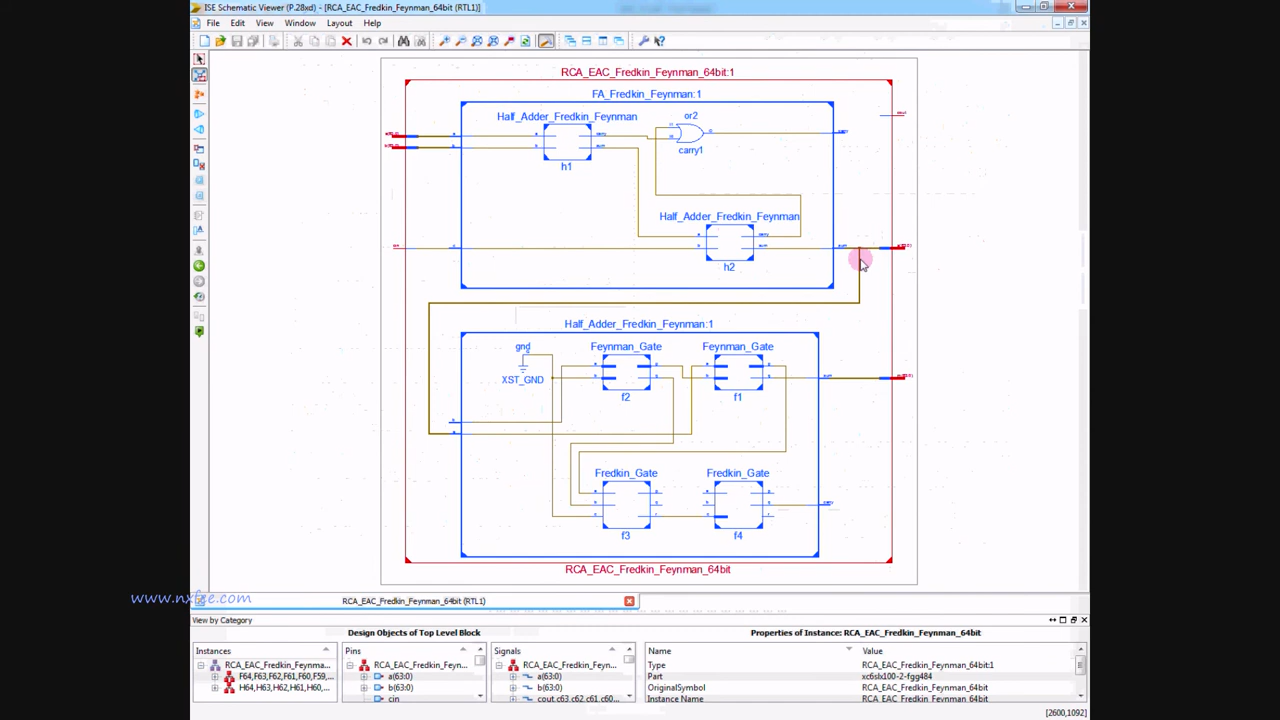 ISE Schematic Viewer (P.28xd) - [RCA_EAC_Fredkin_Feynman_64bit (RTL1)]
File Edit View Window Layout Help
RCA_EAC_Fredkin_Feynman_64bit:1
FA_Fredkin_Feynman:1
Half_Adder_Fredkin_Feynman
or2
carry1
h1
Half_Adder_Fredkin_Feynman
h2
Half_Adder_Fredkin_Feynman:1
gnd
Feynman_Gate
Feynman_Gate
XST_GND
f2
f1
Fredkin_Gate
Fredkin_Gate
f3
f4
RCA_EAC_Fredkin_Feynman_64bit
www.nxfee.com
RCA_EAC_Fredkin_Feynman_64bit (RTL1)
View by Category
Design Objects of Top Level Block
Properties of Instance: RCA_EAC_Fredkin_Feynman_64bit
Instances
Pins
Signals
Name Value
RCA_EAC_Fredkin_Feynma...
RCA_EAC_Fredkin_Feyn...
RCA_EAC_Fredkin_Feyn...
Type RCA_EAC_Fredkin_Feynman_64bit:1
F64,F63,F62,F61,F60,F59,...
a(63:0)
a(63:0)
Part xc6slx100-2-fgg484
H64,H63,H62,H61,H60,...
b(63:0)
b(63:0)
OriginalSymbol RCA_EAC_Fredkin_Feynman_64bit
cin
cout,c63,c62,c61,c60...
Instance Name RCA_EAC_Fredkin_Feynman_64bit
[2600,1092]